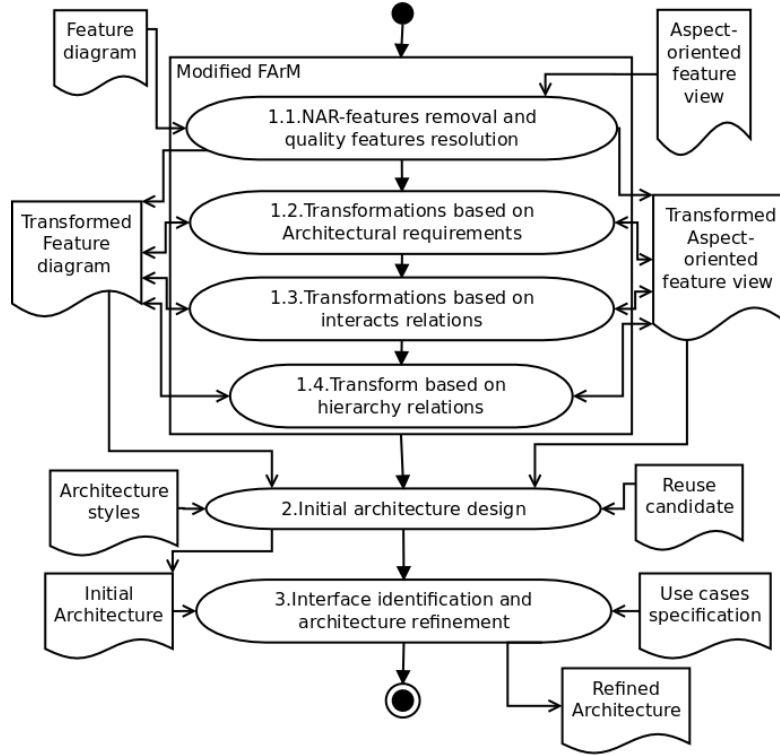 Feature
diagram
Aspect-
oriented
feature
view
Modified FArM
1.1.NAR-features removal and
quality features resolution
Transformed
Feature
diagram
1.2.Transformations based on
Architectural requirements
Transformed
Aspect-
oriented
feature view
1.3.Transformations based on
interacts relations
1.4.Transform based on
hierarchy relations
Architecture
styles
2.Initial architecture design
Reuse
candidate
Initial
Architecture
3.Interface identification and
architecture refinement
Use cases
specification
Refined
Architecture